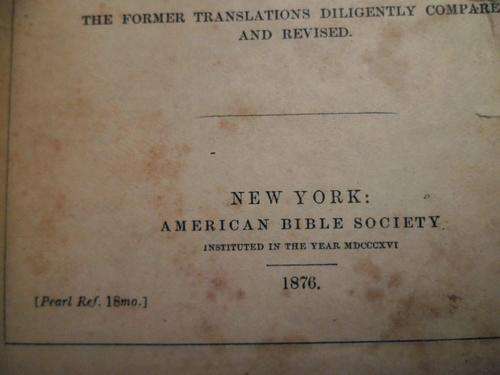 THE FORMER TRANSLATIONS DILIGENTLY COMPARE
AND REVISED.
NEW YORK:
AMERICAN BIBLE SOCIETY
INSTITUTED IN THE YEAR MDCCCXVI
1876.
[Pearl Ref. 18mo.]